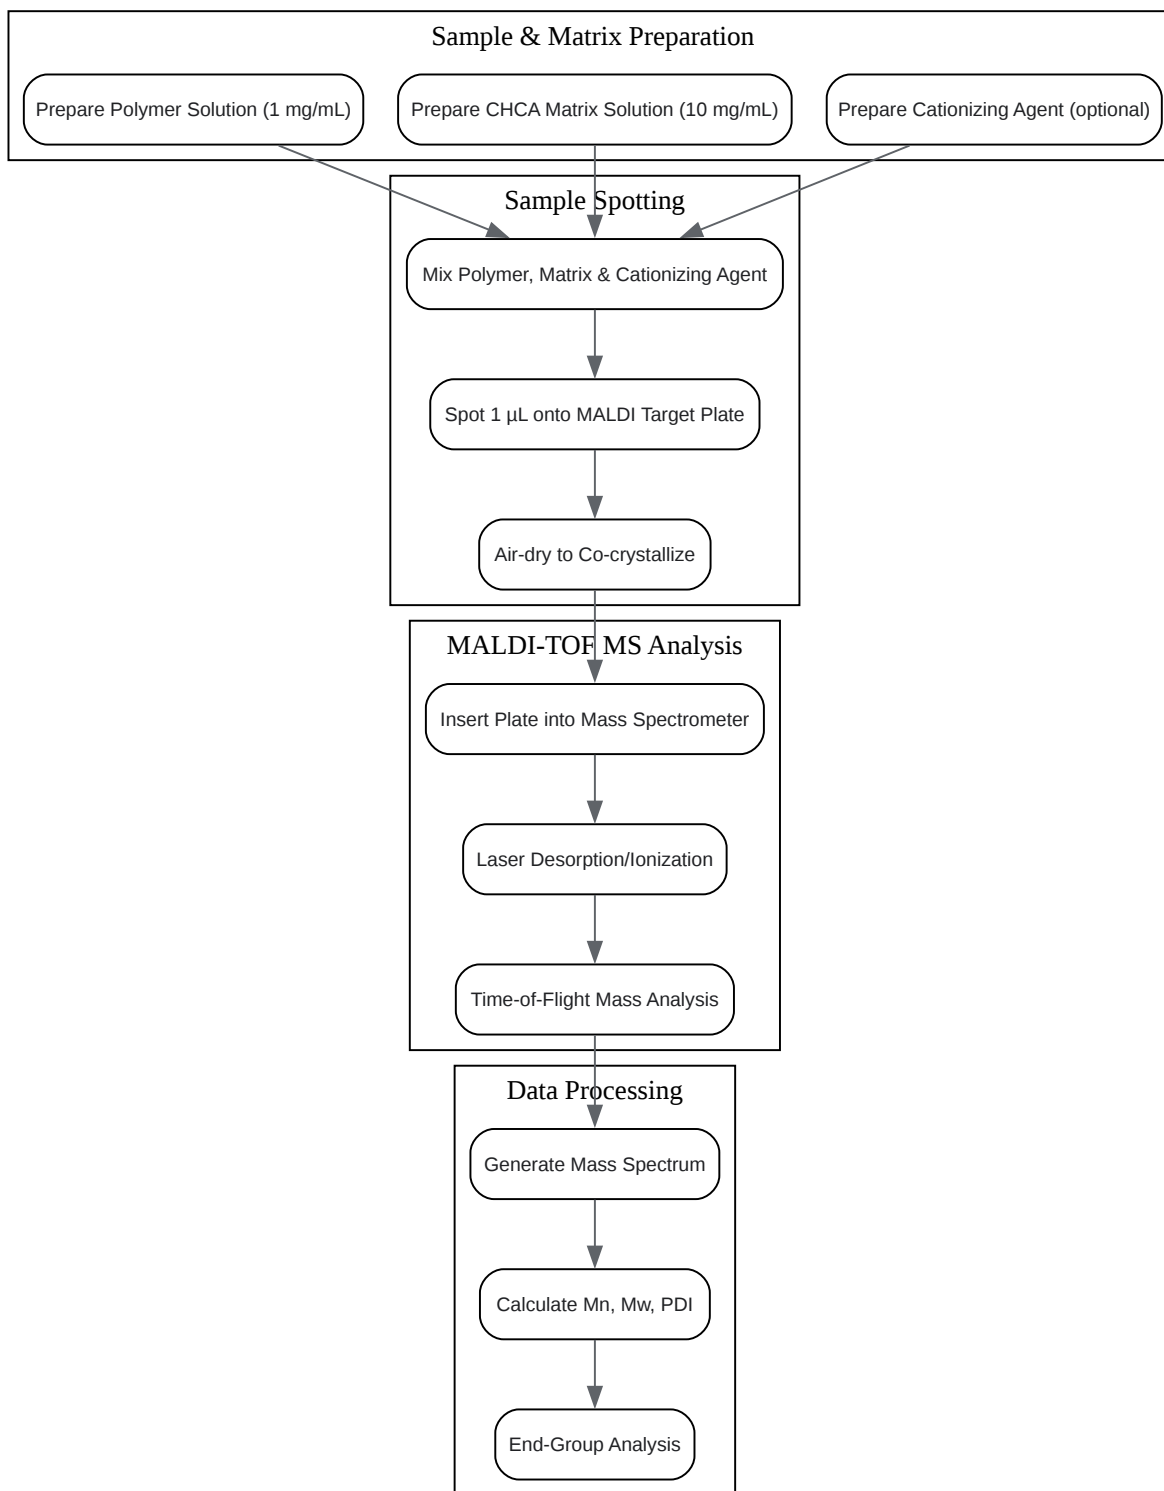 Sample & Matrix Preparation
Prepare Polymer Solution (1 mg/mL)
Prepare CHCA Matrix Solution (10 mg/mL)
Prepare Cationizing Agent (optional)
Sample Spotting
Mix Polymer, Matrix & Cationizing Agent
Spot 1 µL onto MALDI Target Plate
Air-dry to Co-crystallize
MALDI-TOF MS Analysis
Insert Plate into Mass Spectrometer
Laser Desorption/Ionization
Time-of-Flight Mass Analysis
Data Processing
Generate Mass Spectrum
Calculate Mn, Mw, PDI
End-Group Analysis